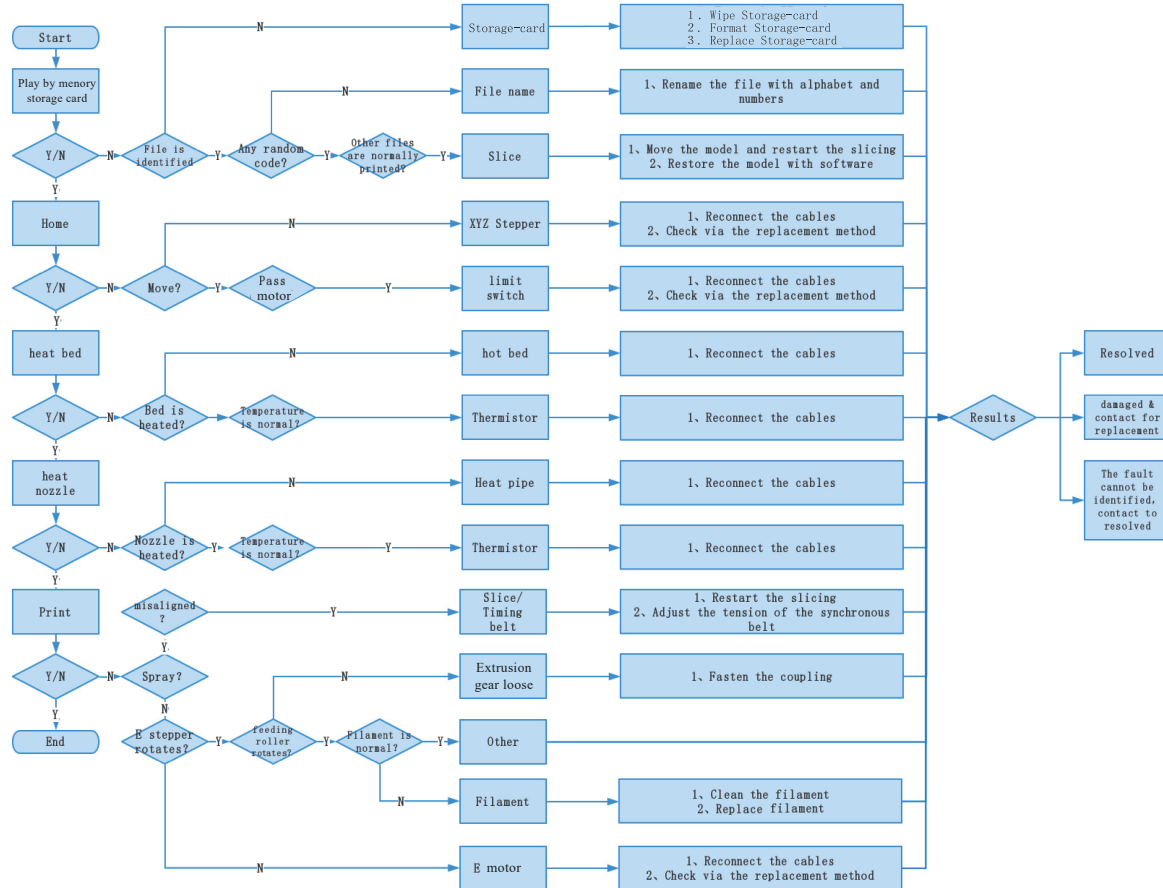 Start
Play by menory
storage card
Y/N
N
File is
identified
N
Storage-card
1. Wipe Storage-card
2. Format Storage-card
3. Replace Storage-card
Y
Any random
code?
N
File name
1、Rename the file with alphabet and
numbers
Y
Other files
are normally
printed?
Y
Slice
1、Move the model and restart the slicing
2、Restore the model with software
Y
Home
Y/N
N
Move?
N
XYZ Stepper
1、Reconnect the cables
2、Check via the replacement method
Y
Pass
motor
Y
limit
switch
1、Reconnect the cables
2、Check via the replacement method
Y
heat bed
Y/N
N
Bed is
heated?
N
hot bed
1、Reconnect the cables
Temperature
is normal?
Thermistor
1、Reconnect the cables
Y
heat
nozzle
Y/N
N
Nozzle is
heated?
N
Heat pipe
1、Reconnect the cables
Y
Temperature
is normal?
Y
Thermistor
1、Reconnect the cables
Y
Print
Y/N
N
Spray?
Y
misaligned
?
Y
Slice/
Timing
belt
1、Restart the slicing
2、Adjust the tension of the synchronous
belt
N
E stepper
rotates?
Y
feeding
roller
rotates?
N
Extrusion
gear loose
1、Fasten the coupling
Y
Filament is
normal?
Y
Other
N
Filament
1、Clean the filament
2、Replace filament
N
E motor
1、Reconnect the cables
2、Check via the replacement method
Y
End
Results
Resolved
damaged &
contact for
replacement
The fault
cannot be
identified,
contact to
resolved